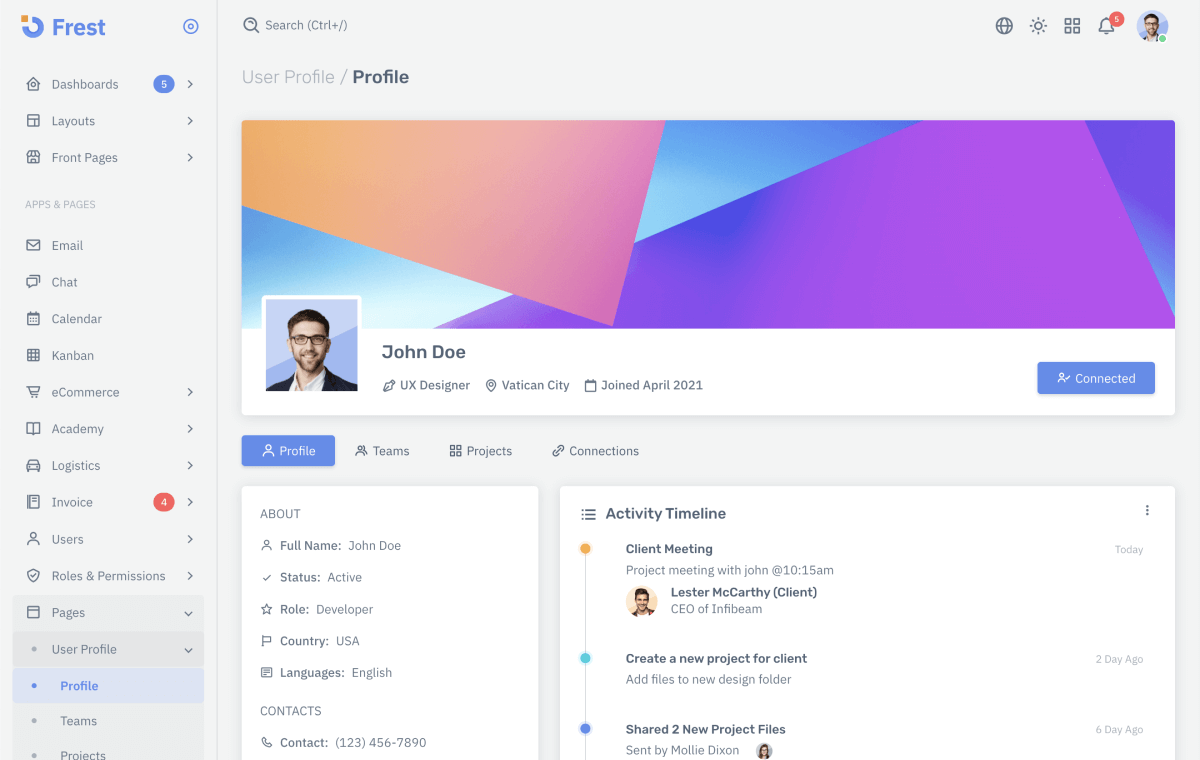 Frest
Dashboards 5
Layouts
Front Pages
APPS & PAGES
Email
Chat
Calendar
Kanban
eCommerce
Academy
Logistics
Invoice 4
Users
Roles & Permissions
Pages
User Profile
Profile
Teams
Projects
Search (Ctrl+/)
5
User Profile / Profile
John Doe
UX Designer Vatican City Joined April 2021
Connected
Profile Teams Projects Connections
ABOUT
Full Name: John Doe
Status: Active
Role: Developer
Country: USA
Languages: English
CONTACTS
Contact: (123) 456-7890
Activity Timeline
Client Meeting Today
Project meeting with john @10:15am
Lester McCarthy (Client)
CEO of Infibeam
Create a new project for client 2 Day Ago
Add files to new design folder
Shared 2 New Project Files 6 Day Ago
Sent by Mollie Dixon